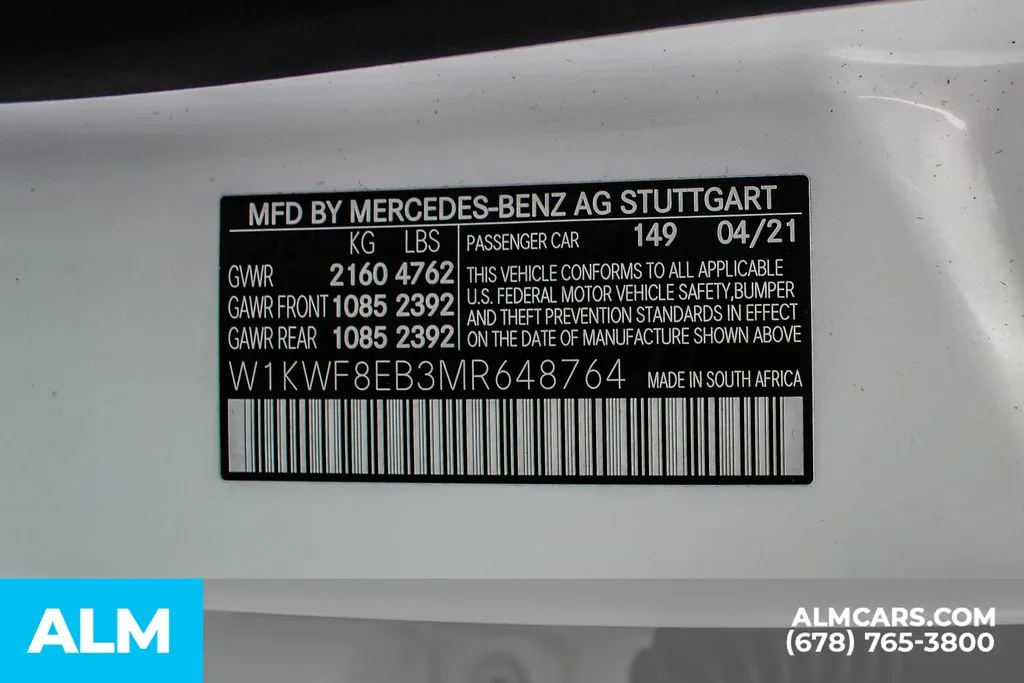 MFD BY MERCEDES-BENZ AG STUTTGART
KG LBS
GVWR 2160 4762
GAWR FRONT 1085 2392
GAWR REAR 1085 2392
PASSENGER CAR 149 04/21
THIS VEHICLE CONFORMS TO ALL APPLICABLE
U.S. FEDERAL MOTOR VEHICLE SAFETY,BUMPER
AND THEFT PREVENTION STANDARDS IN EFFECT
ON THE DATE OF MANUFACTURE SHOWN ABOVE
W1KWF8EB3MR648764 MADE IN SOUTH AFRICA
ALM
ALMCARS.COM
(678) 765-3800